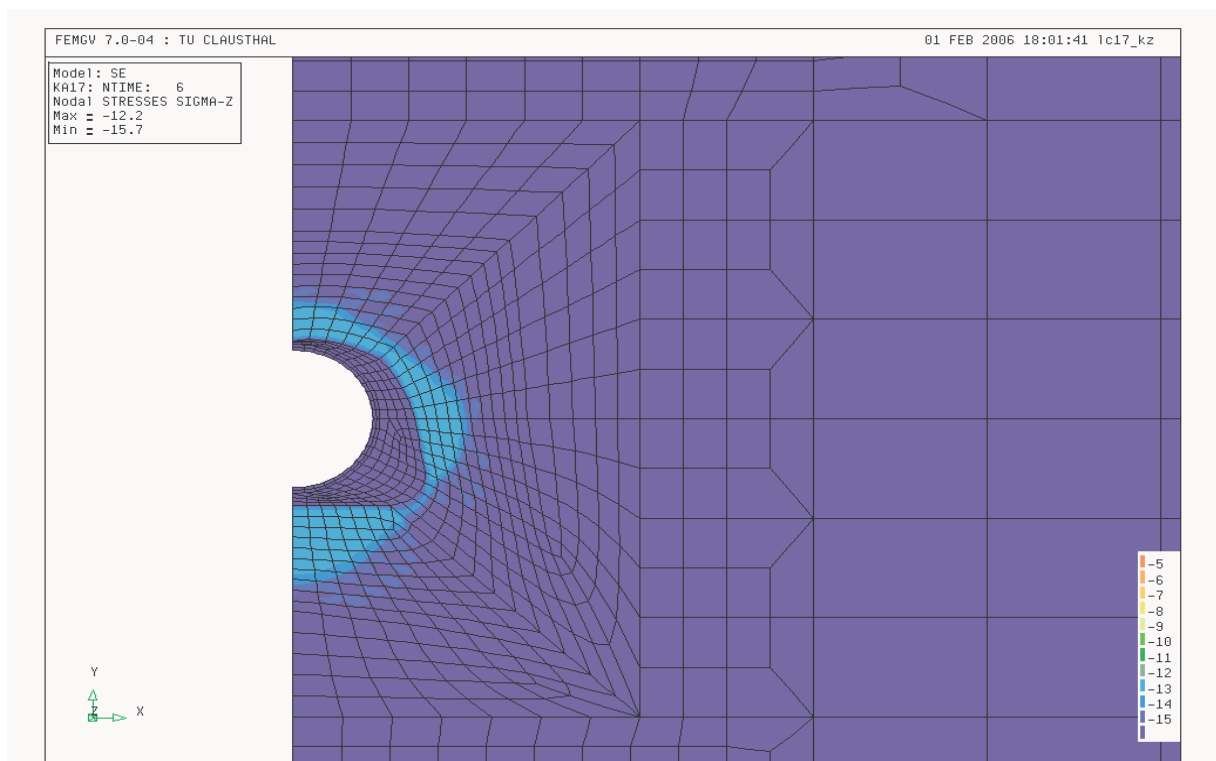 FEMGV 7.0-04 : TU CLAUSTHAL
01 FEB 2006 18:01:41 lc17_kz
Model: SE
KA17: NTIME: 6
Nodal STRESSES SIGMA-Z
Max = -12.2
Min = -15.7
-5
-6
-7
-8
-9
-10
-11
-12
-13
-14
-15
Y
Z
X